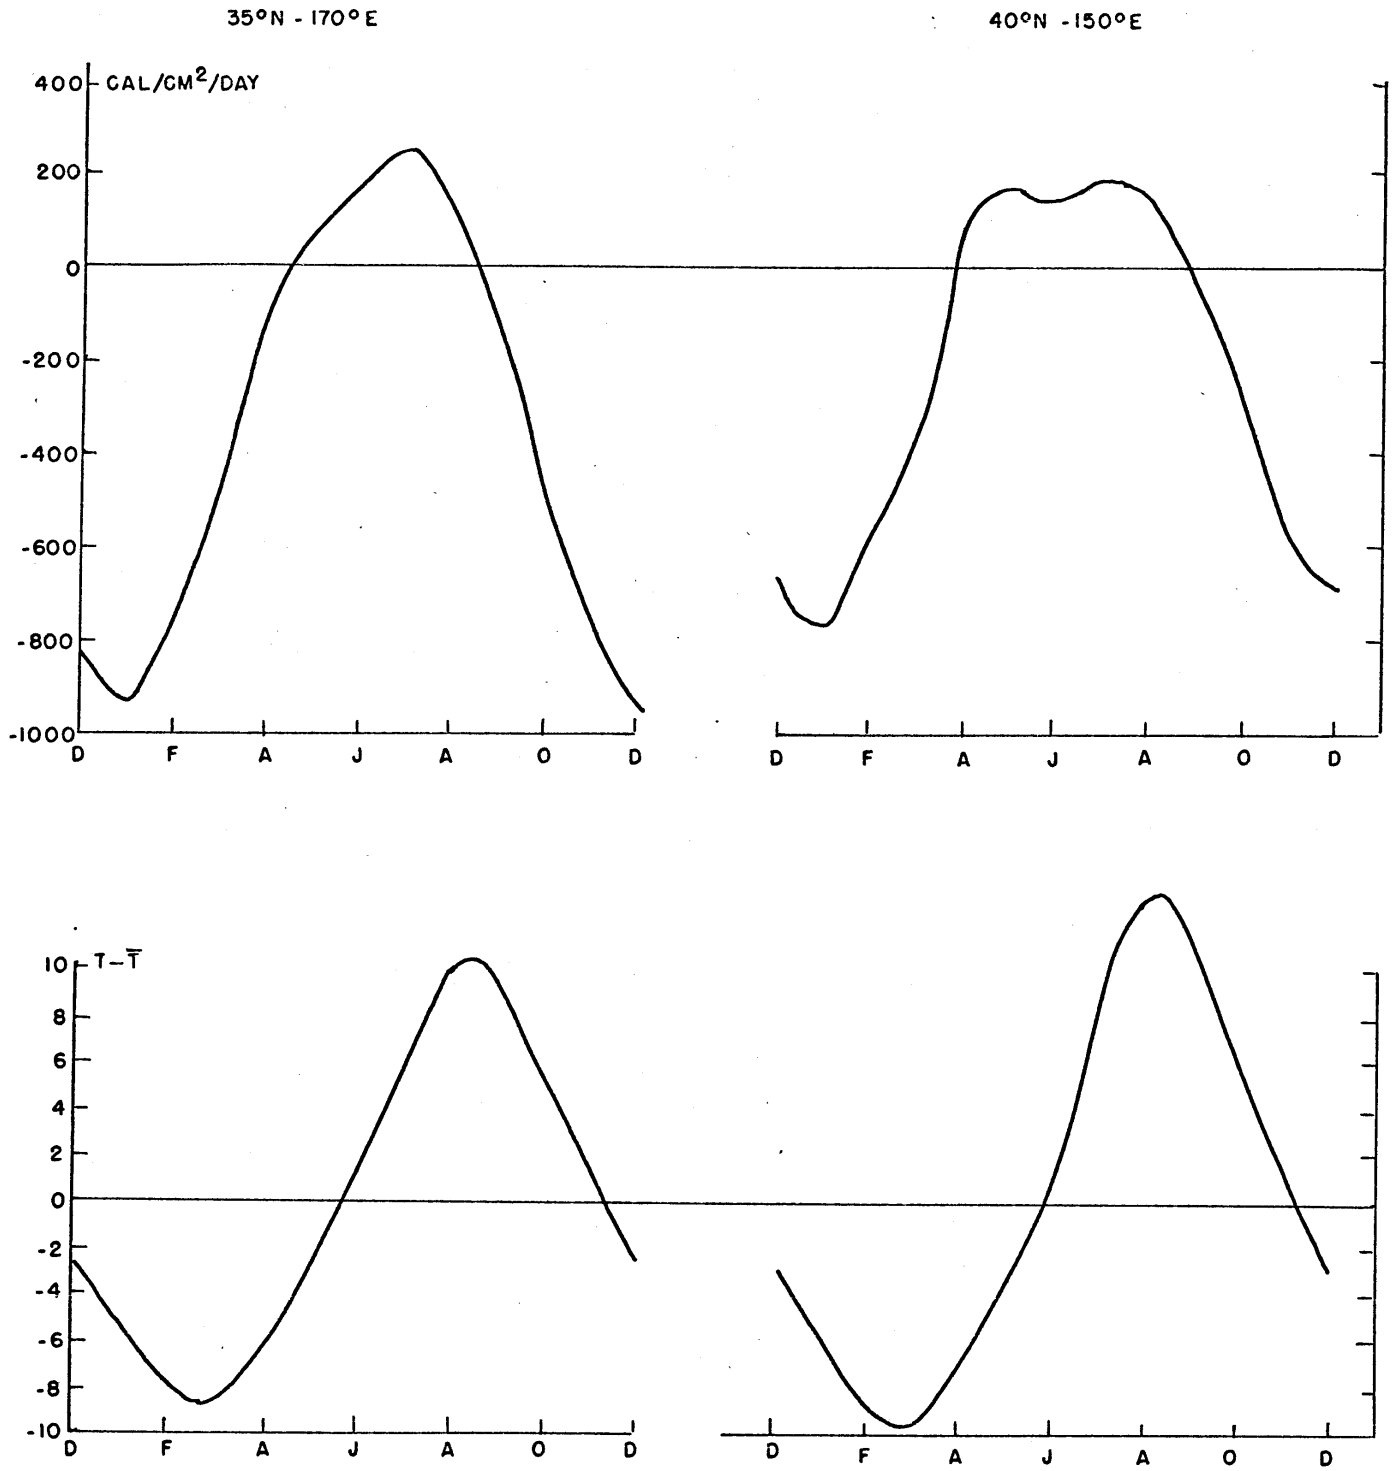 35°N - 170°E
40°N - 150°E
400 CAL/CM²/DAY
200
0
-200
-400
-600
-800
-1000
D F A J A O D
D F A J A O D
10 T-T̿
8
6
4
2
0
-2
-4
-6
-8
-10
D F A J A O D
D F A J A O D